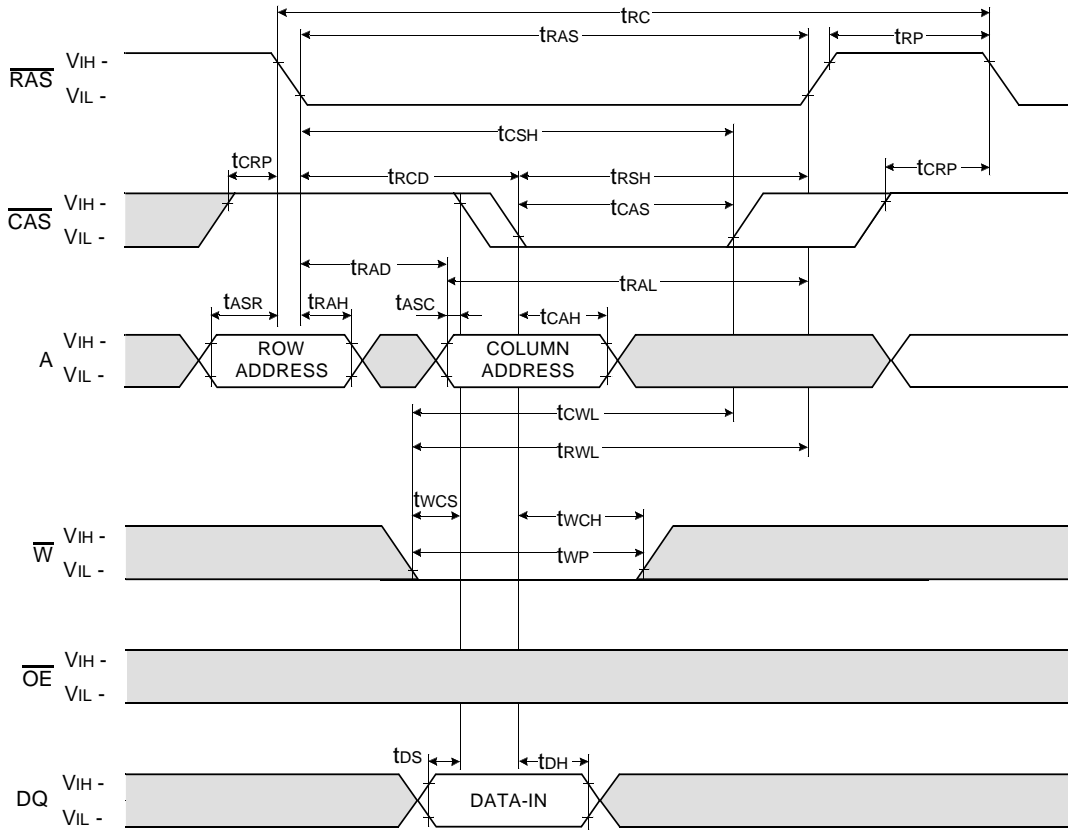 tRC
tRAS
tRP
RAS
VIH -
VIL -
tCSH
tCRP
tRCD
tRSH
tCRP
CAS
VIH -
VIL -
tCAS
tRAD
tRAL
tASR
tRAH
tASC
tCAH
A
VIH -
VIL -
ROW
ADDRESS
COLUMN
ADDRESS
tCWL
tRWL
tWCS
tWCH
W
VIH -
VIL -
tWP
OE
VIH -
VIL -
tDS
tDH
DQ
VIH -
VIL -
DATA-IN